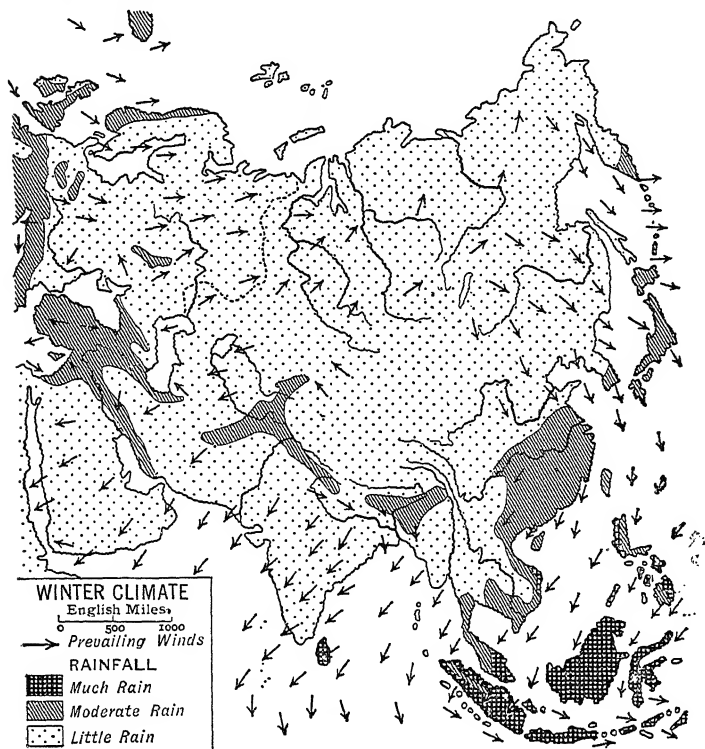 WINTER CLIMATE
English Miles
0 500 1000
Prevailing Winds
RAINFALL
Much Rain
Moderate Rain
Little Rain